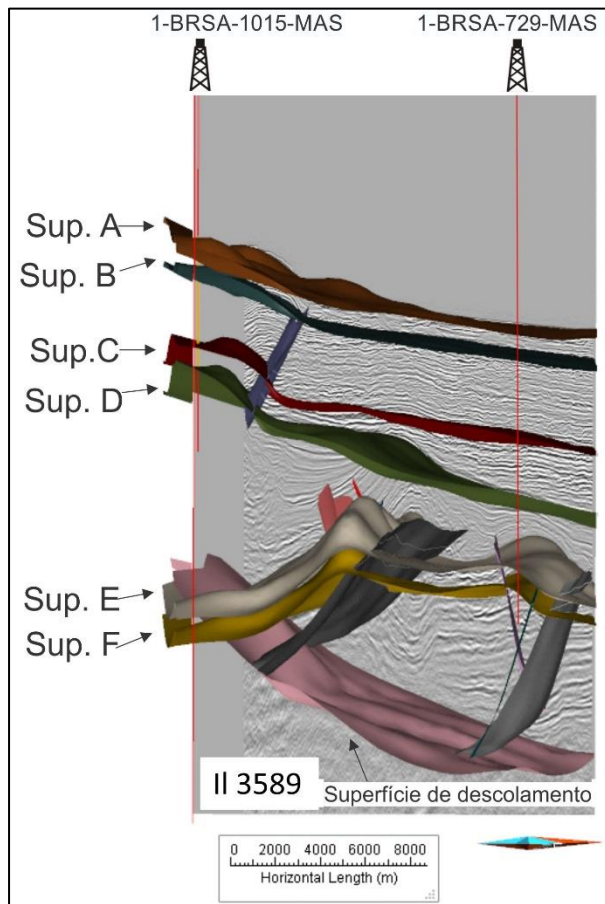 1-BRSA-1015-MAS
1-BRSA-729-MAS
Sup. A
Sup. B
Sup.C
Sup. D
Sup. E
Sup. F
Il 3589
Superfície de descolamento
0 2000 4000 6000 8000
Horizontal Length (m)